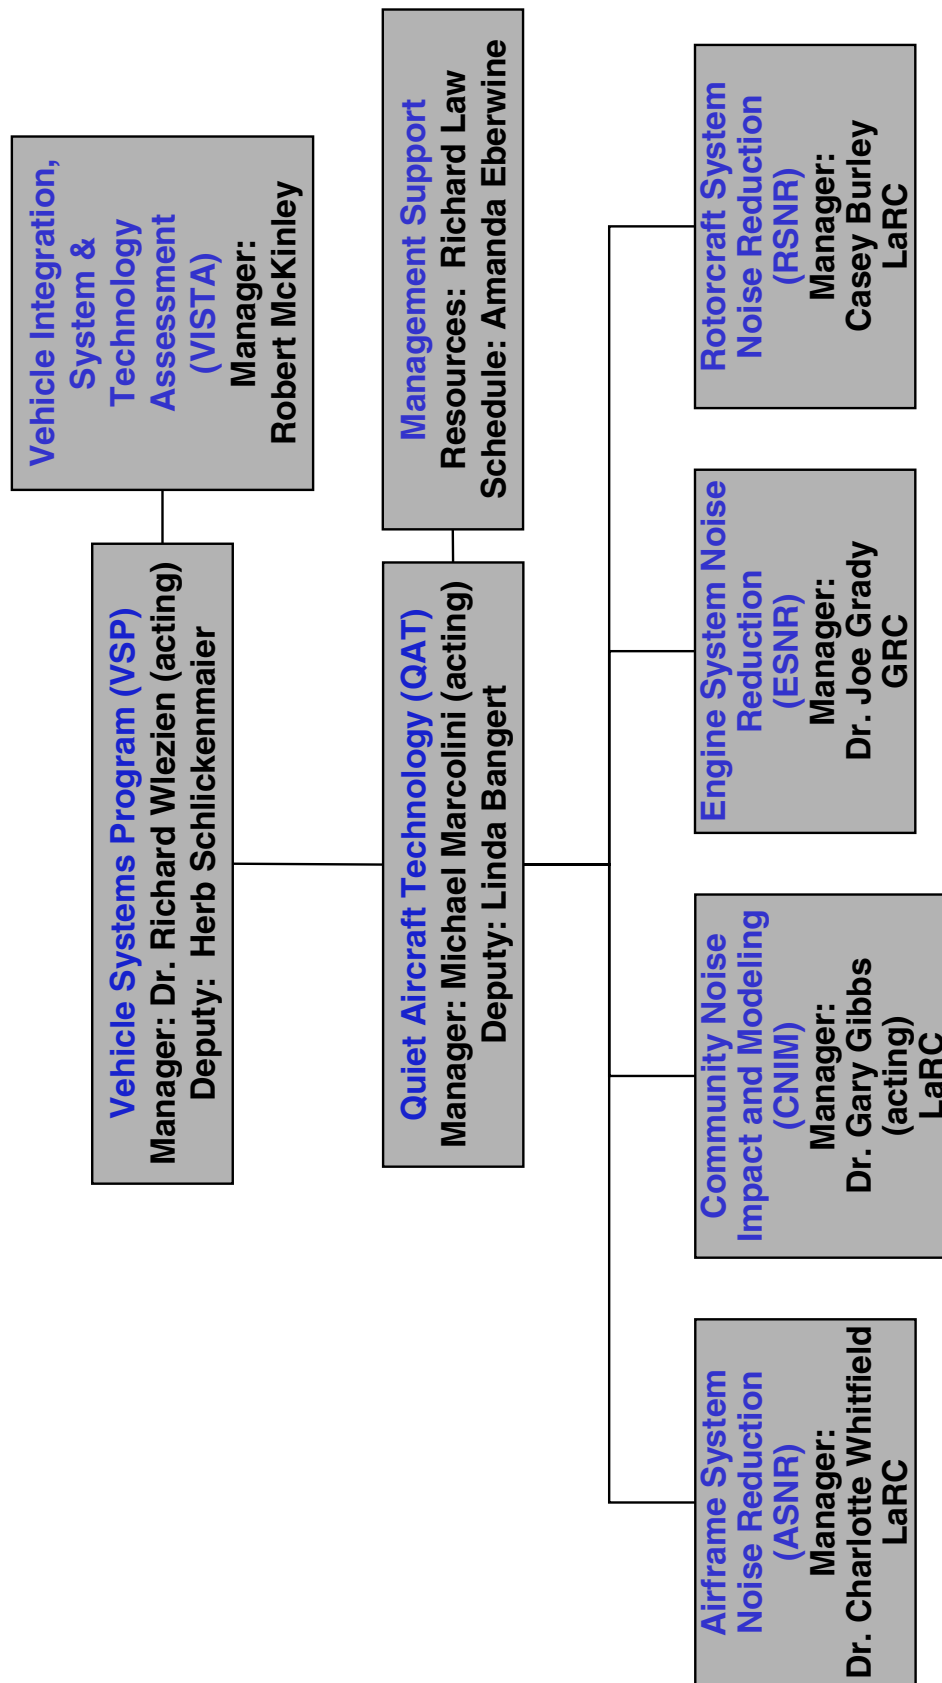 Vehicle Systems Program (VSP)
Manager: Dr. Richard Wlezien (acting)
Deputy: Herb Schlickenmaier
Vehicle Integration,
System &
Technology
Assessment
(VISTA)
Manager:
Robert McKinley
Quiet Aircraft Technology (QAT)
Manager: Michael Marcolini (acting)
Deputy: Linda Bangert
Management Support
Resources: Richard Law
Schedule: Amanda Eberwine
Airframe System
Noise Reduction
(ASNR)
Manager:
Dr. Charlotte Whitfield
LaRC
Community Noise
Impact and Modeling
(CNIM)
Manager:
Dr. Gary Gibbs
(acting)
LaRC
Engine System Noise
Reduction
(ESNR)
Manager:
Dr. Joe Grady
GRC
Rotorcraft System
Noise Reduction
(RSNR)
Manager:
Casey Burley
LaRC